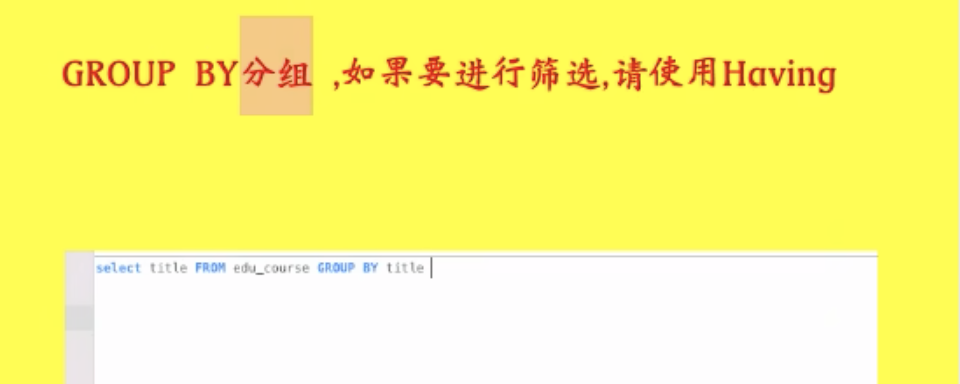 GROUP BY分组 ,如果要进行筛选,请使用Having
select title FROM edu_course GROUP BY title